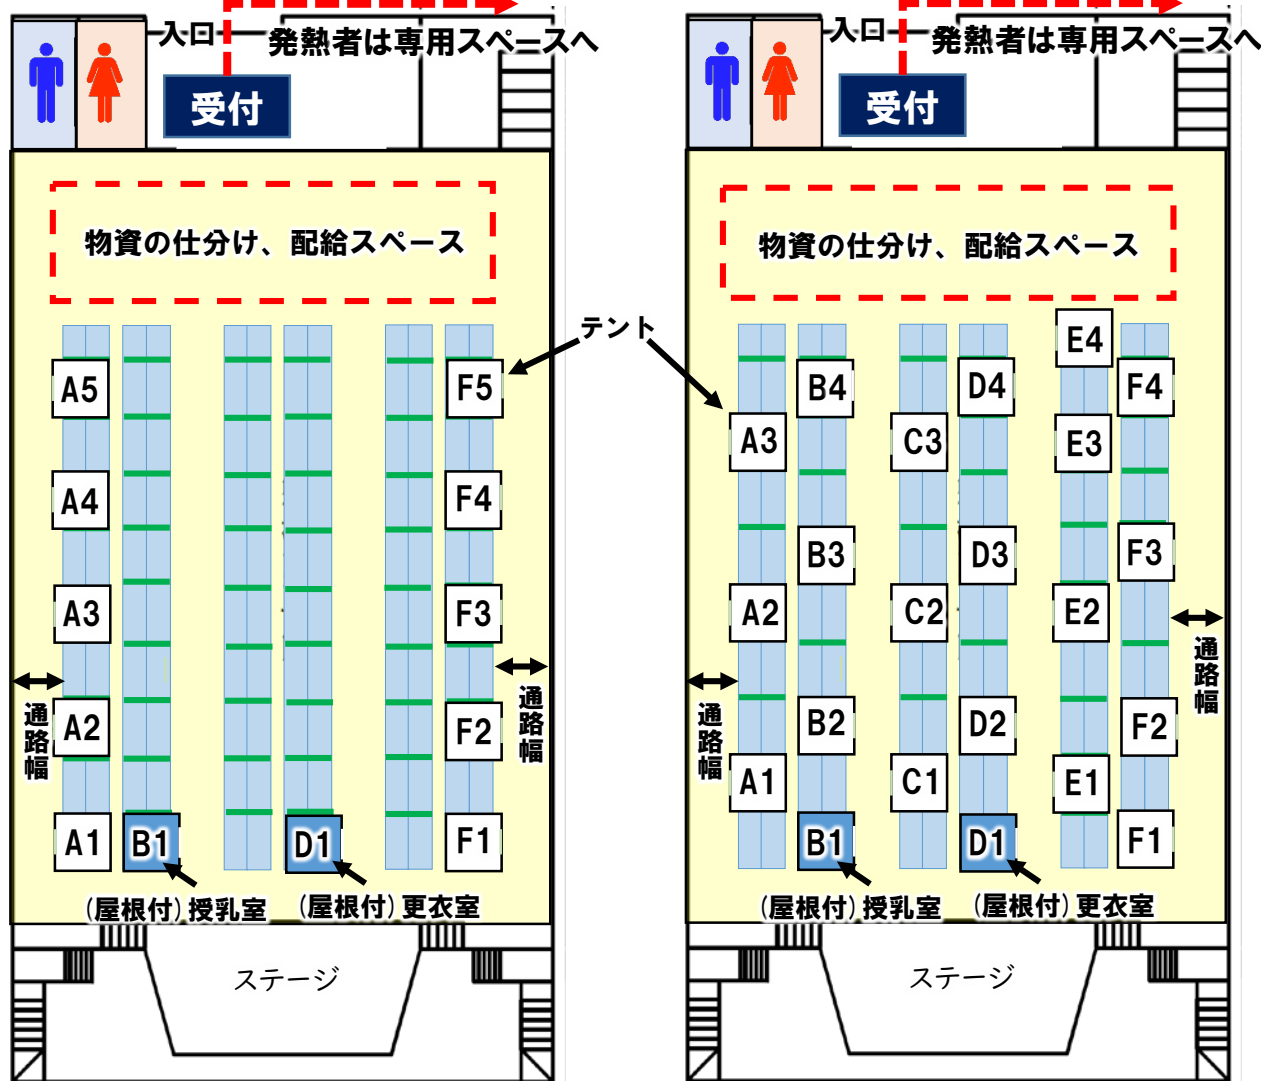 入口
発熱者は専用スペースへ
受付
物資の仕分け、配給スペース
A5
F5
A4
F4
A3
F3
A2
F2
通路幅
通路幅
A1
B1
D1
F1
(屋根付)授乳室
(屋根付)更衣室
ステージ
テント
入口
発熱者は専用スペースへ
受付
物資の仕分け、配給スペース
E4
B4
D4
F4
A3
C3
E3
B3
D3
F3
A2
C2
E2
通路幅
通路幅
B2
D2
F2
A1
C1
E1
B1
D1
F1
(屋根付)授乳室
(屋根付)更衣室
ステージ